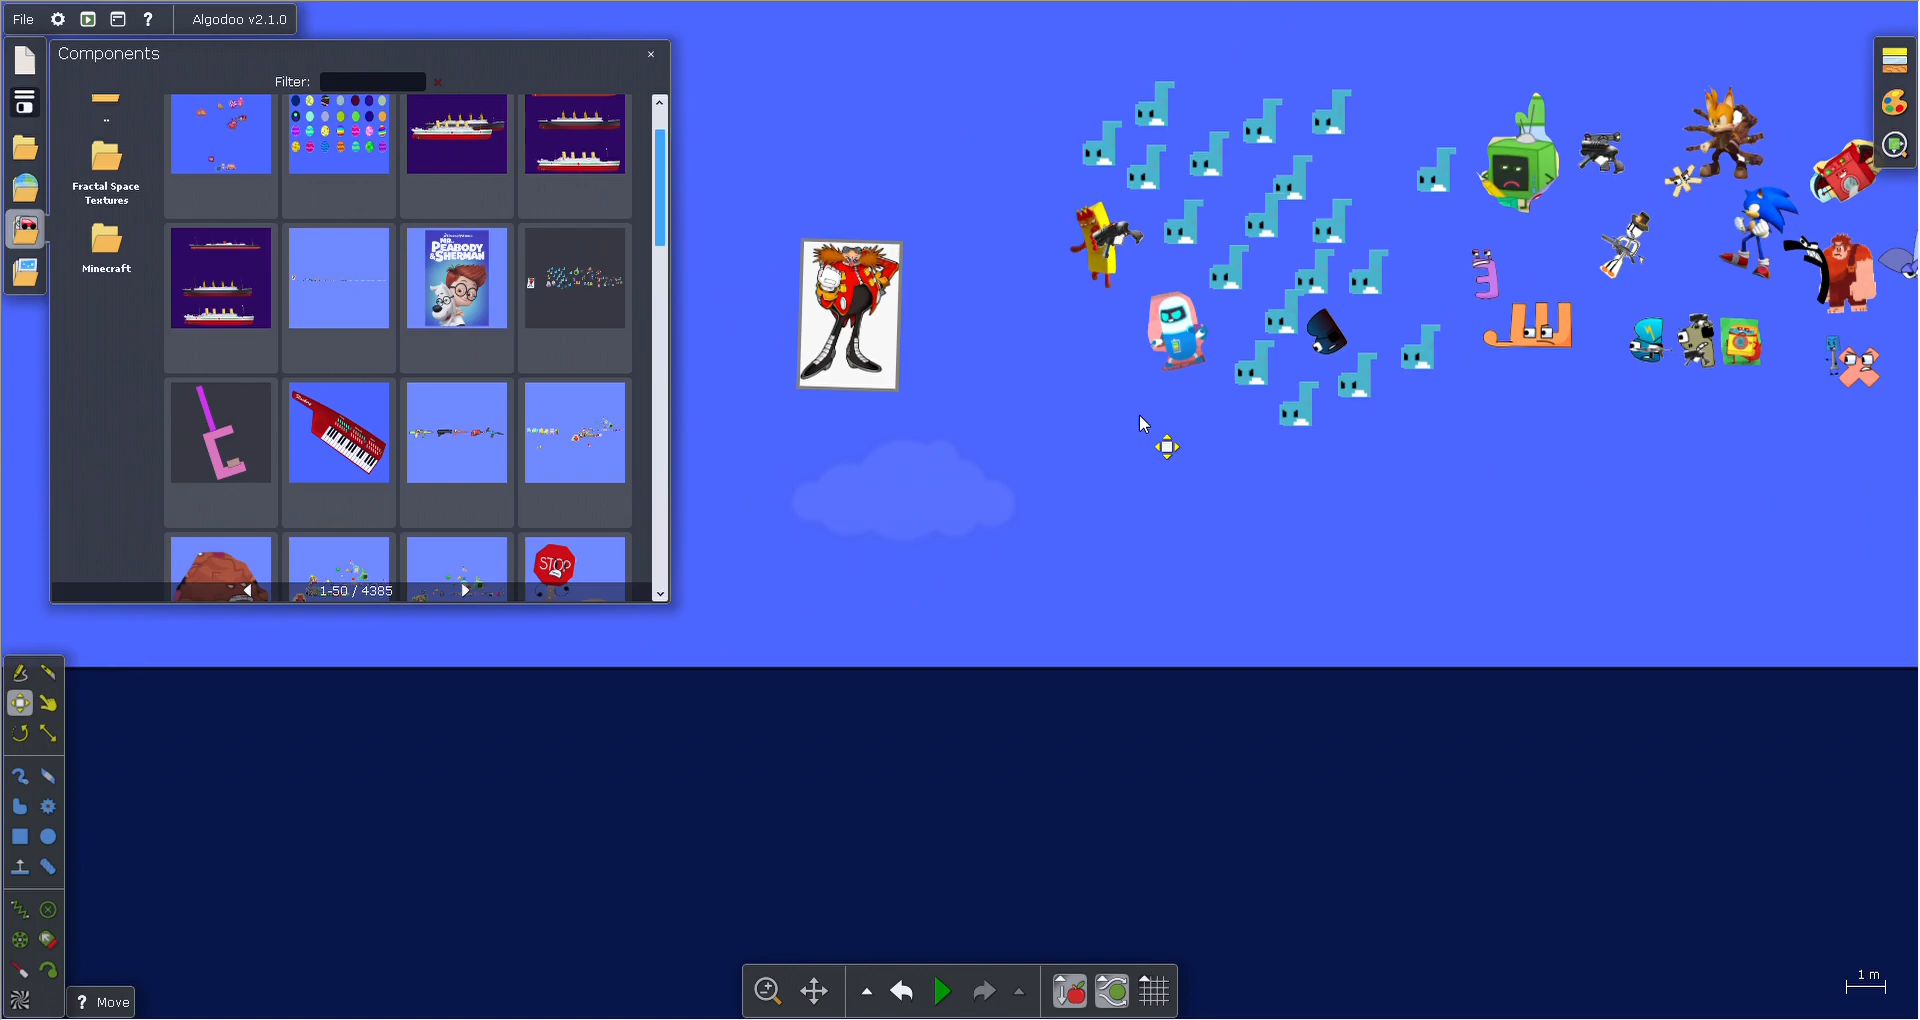 File
?
Algodoo v2.1.0
Components
×
Filter:
..
Fractal Space
Textures
Minecraft
MR.
PEABODY
& SHERMAN
STOP
1-50 / 4385
? Move
1 m